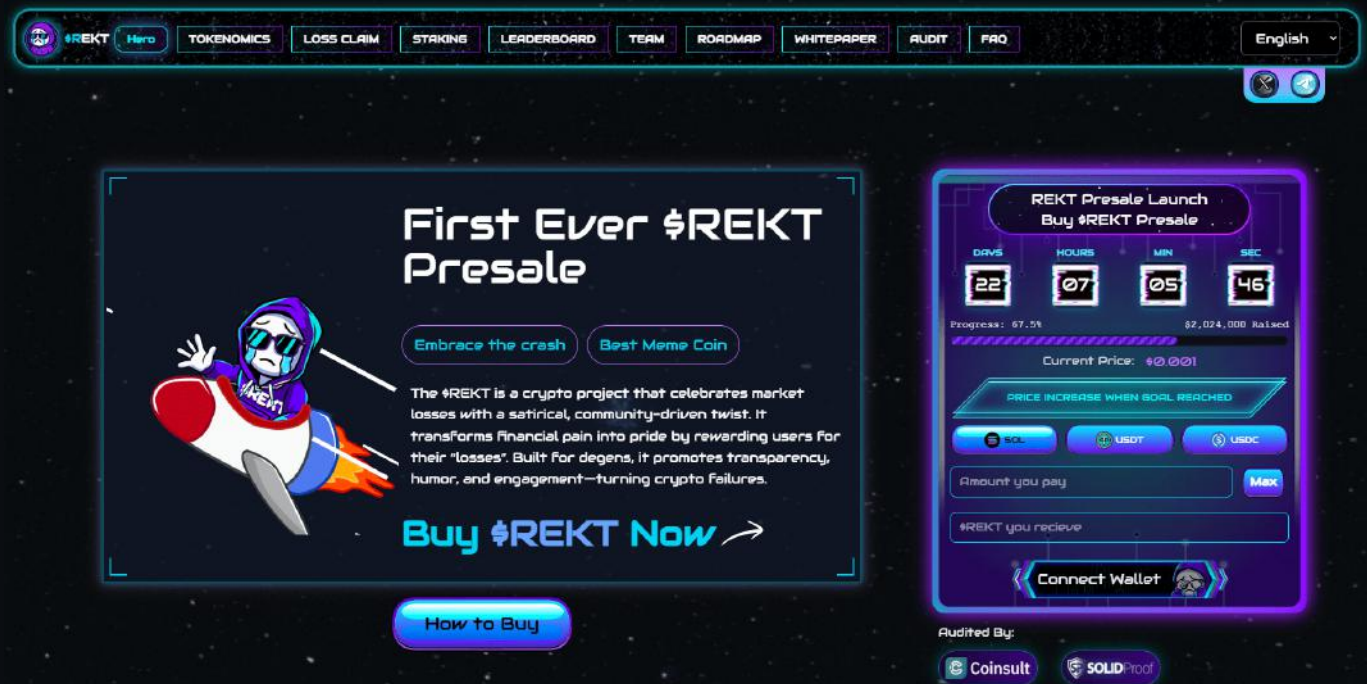 $REKT Hero TOKENOMICS LOSS CLAIM STAKING LEADERBOARD TEAM ROADMAP WHITEPAPER AUDIT FAQ English
First Ever $REKT
Presale
Embrace the crash Best Meme Coin
The $REKT is a crypto project that celebrates market
losses with a satirical, community-driven twist. It
transforms financial pain into pride by rewarding users for
their "losses". Built for degens, it promotes transparency,
humor, and engagement—turning crypto failures.
Buy $REKT Now
How to Buy
REKT
REKT Presale Launch
Buy $REKT Presale
DAYS HOURS MIN SEC
22 07 05 46
Progress: 67.5% $2,024,000 Raised
Current Price: $0.001
PRICE INCREASE WHEN GOAL REACHED
SOL USDT USDC
Amount you pay Max
$REKT you recieve
Connect Wallet
Audited By:
Coinsult SOLIDProof